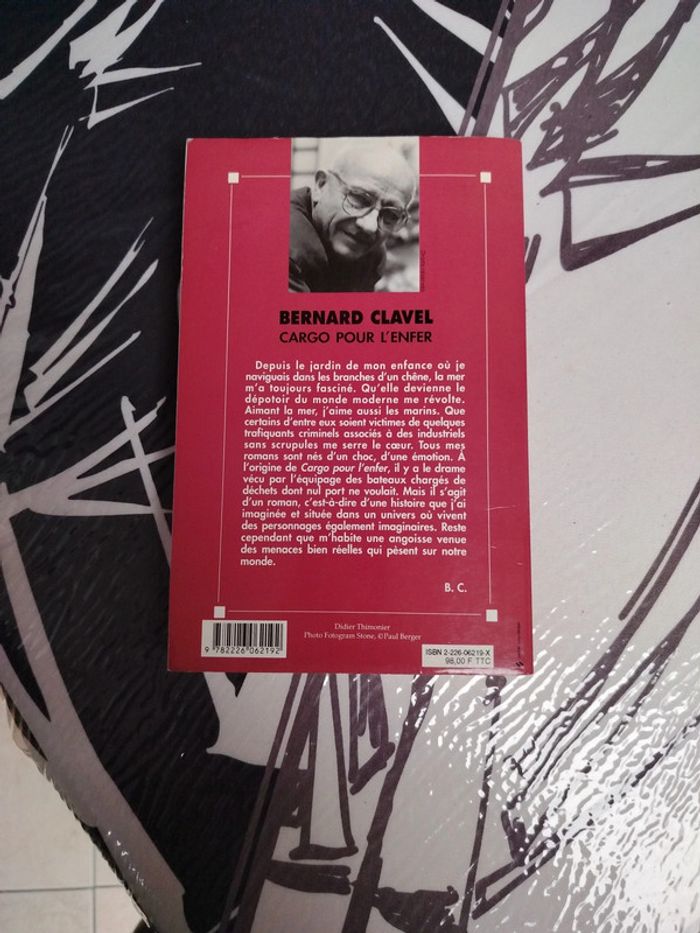 BERNARD CLAVEL
CARGO POUR L'ENFER
Depuis le jardin de mon enfance où je
naviguais dans les branches d'un chêne, la mer
m'a toujours fasciné. Qu'elle devienne le
dépotoir du monde moderne me révolte.
Aimant la mer, j'aime aussi les marins. Que
certains d'entre eux soient victimes de quelques
trafiquants criminels associés à des industriels
sans scrupules me serre le cœur. Tous mes
romans sont nés d'un choc, d'une émotion. À
l'origine de Cargo pour l'enfer, il y a le drame
vécu par l'équipage des bateaux chargés de
déchets dont nul port ne voulait. Mais il s'agit
d'un roman, c'est-à-dire d'une histoire que j'ai
imaginée et située dans un univers où vivent
des personnages également imaginaires. Reste
cependant que m'habite une angoisse venue
des menaces bien réelles qui pèsent sur notre
monde.
B. C.
Didier Thimonier
Photo Fotogram Stone, © Paul Berger
9 782226 062192
ISBN 2-226-06219-X
98,00 F TTC